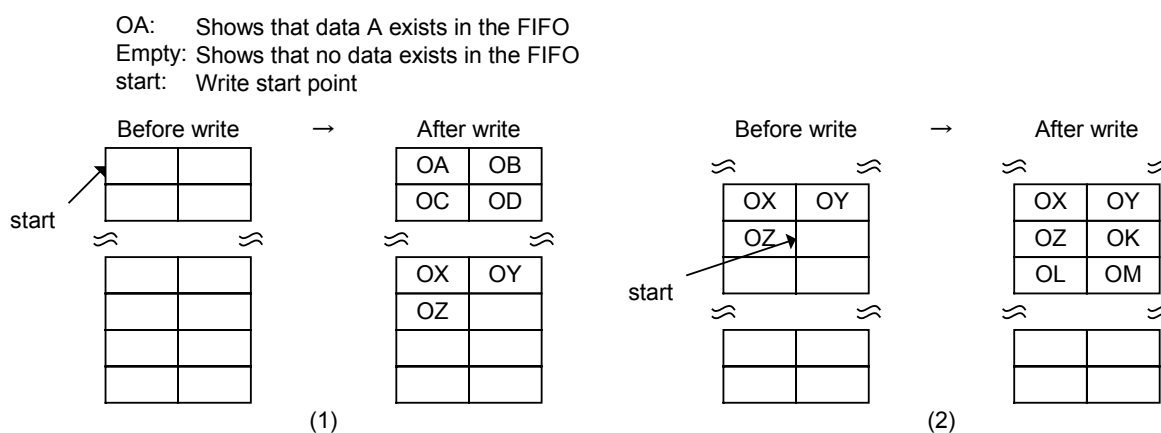 OA: Shows that data A exists in the FIFO
Empty: Shows that no data exists in the FIFO
start: Write start point
Before write → After write
start
OA OB
OC OD
OX OY
OZ
(1)
Before write → After write
OX OY
OZ
start
OX OY
OZ OK
OL OM
(2)